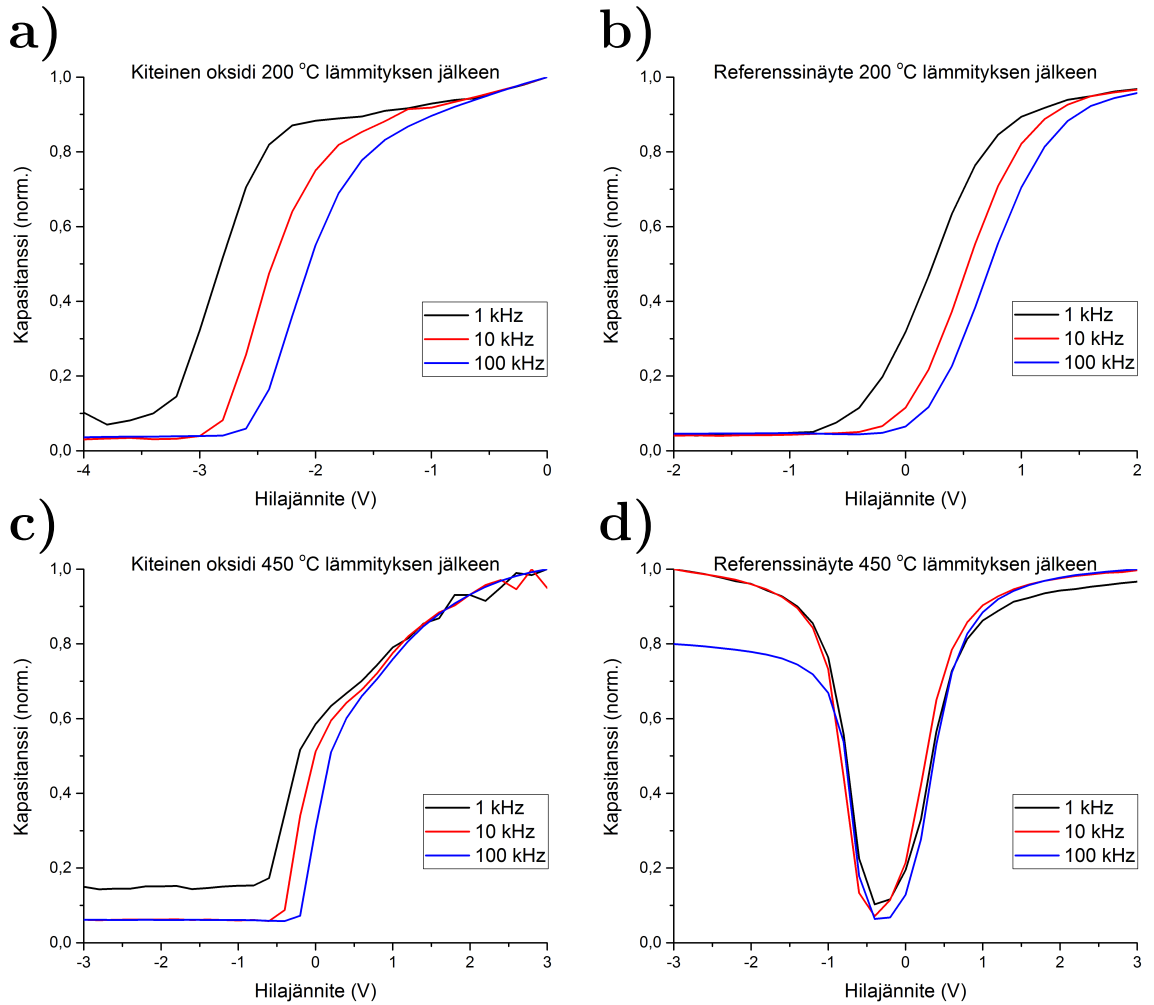 a)
Kiteinen oksidi 200 °C lämmityksen jälkeen
1,0
0,8
0,6
0,4
0,2
0,0
Kapasitanssi (norm.)
1 kHz
10 kHz
100 kHz
-4 -3 -2 -1 0
Hilajännite (V)
b)
Referenssinäyte 200 °C lämmityksen jälkeen
1,0
0,8
0,6
0,4
0,2
0,0
Kapasitanssi (norm.)
1 kHz
10 kHz
100 kHz
-2 -1 0 1 2
Hilajännite (V)
c)
Kiteinen oksidi 450 °C lämmityksen jälkeen
1,0
0,8
0,6
0,4
0,2
0,0
Kapasitanssi (norm.)
1 kHz
10 kHz
100 kHz
-3 -2 -1 0 1 2 3
Hilajännite (V)
d)
Referenssinäyte 450 °C lämmityksen jälkeen
1,0
0,8
0,6
0,4
0,2
0,0
Kapasitanssi (norm.)
1 kHz
10 kHz
100 kHz
-3 -2 -1 0 1 2 3
Hilajännite (V)